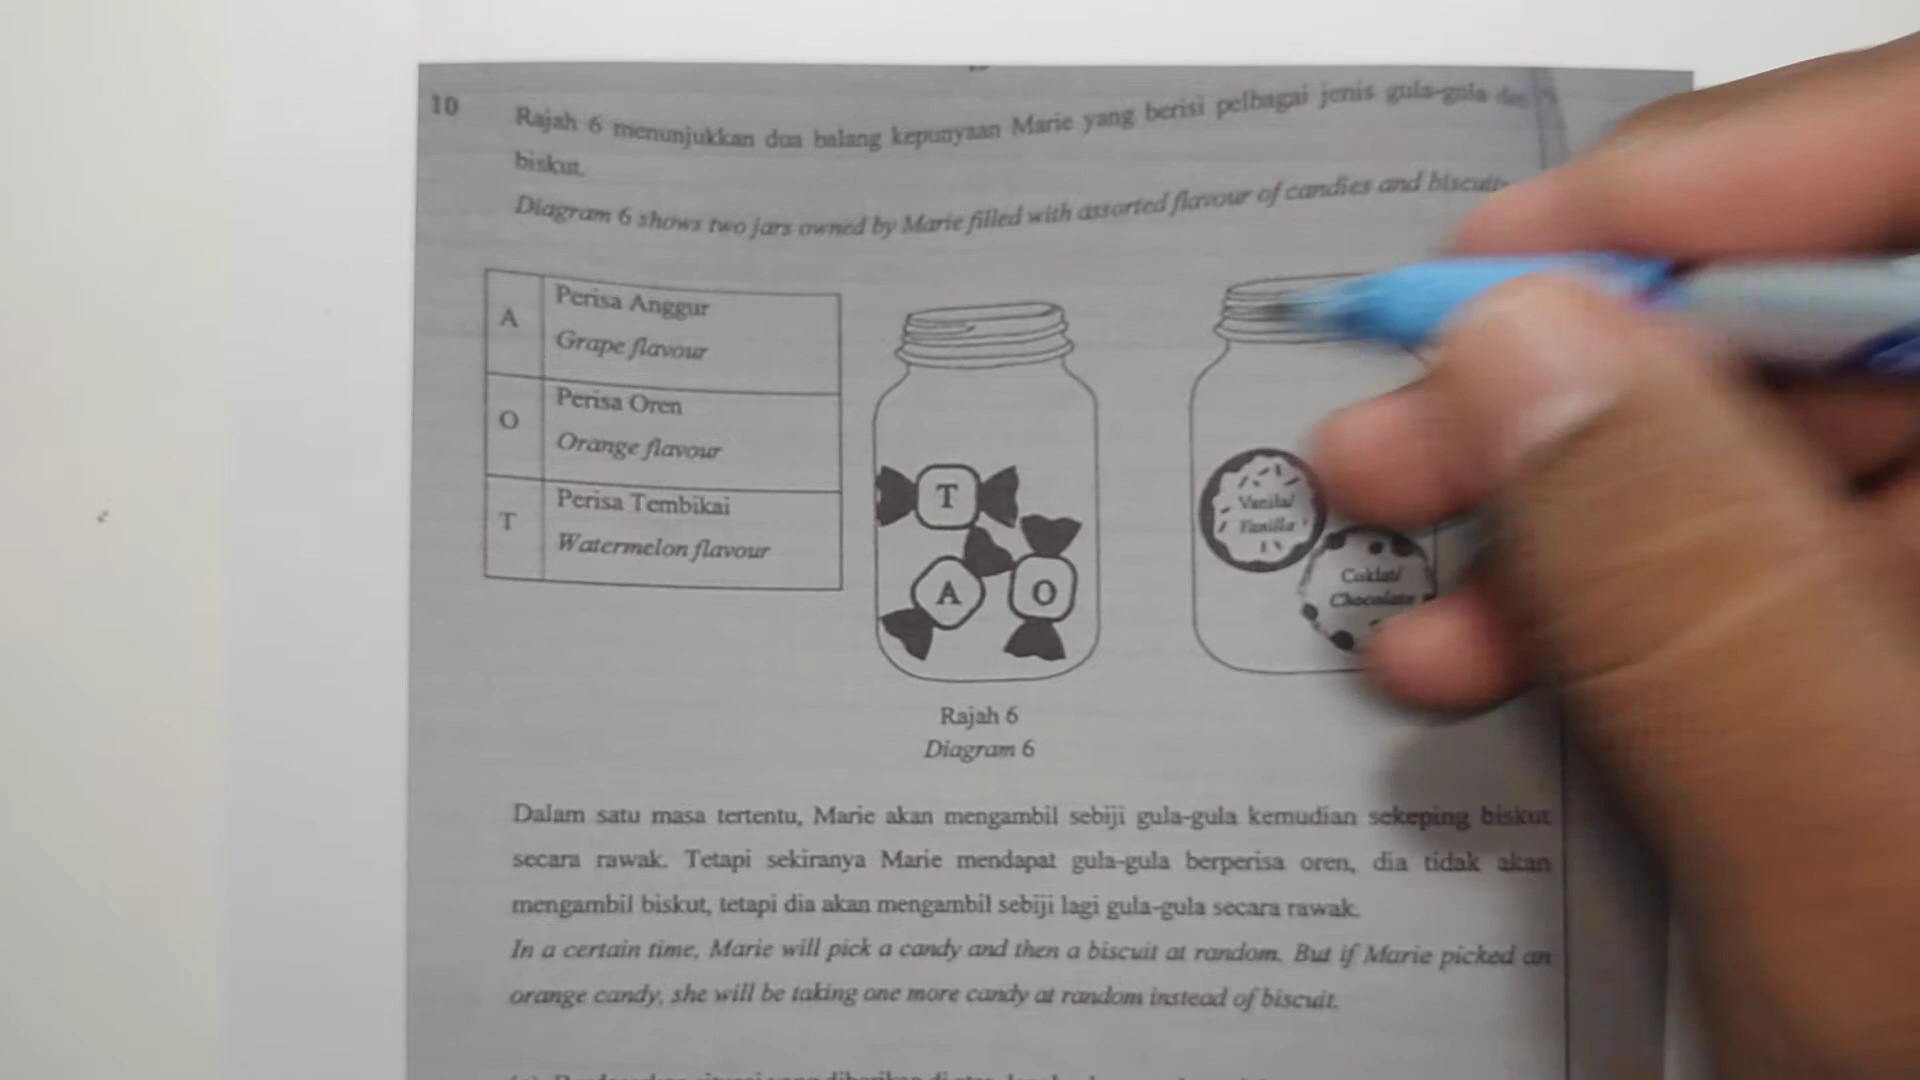 10
Rajah 6 menunjukkan dua balang kepunyaan Marie yang berisi pelbagai jenis gula-gula dan
biskut.
Diagram 6 shows two jars owned by Marie filled with assorted flavour of candies and biscuits
A
Perisa Anggur
Grape flavour
O
Perisa Oren
Orange flavour
T
Perisa Tembikai
Watermelon flavour
T
A
O
Vanila/
Vanilla
Coklat/
Chocolate
Rajah 6
Diagram 6
Dalam satu masa tertentu, Marie akan mengambil sebiji gula-gula kemudian sekeping biskut
secara rawak. Tetapi sekiranya Marie mendapat gula-gula berperisa oren, dia tidak akan
mengambil biskut, tetapi dia akan mengambil sebiji lagi gula-gula secara rawak.
In a certain time, Marie will pick a candy and then a biscuit at random. But if Marie picked an
orange candy, she will be taking one more candy at random instead of biscuit.